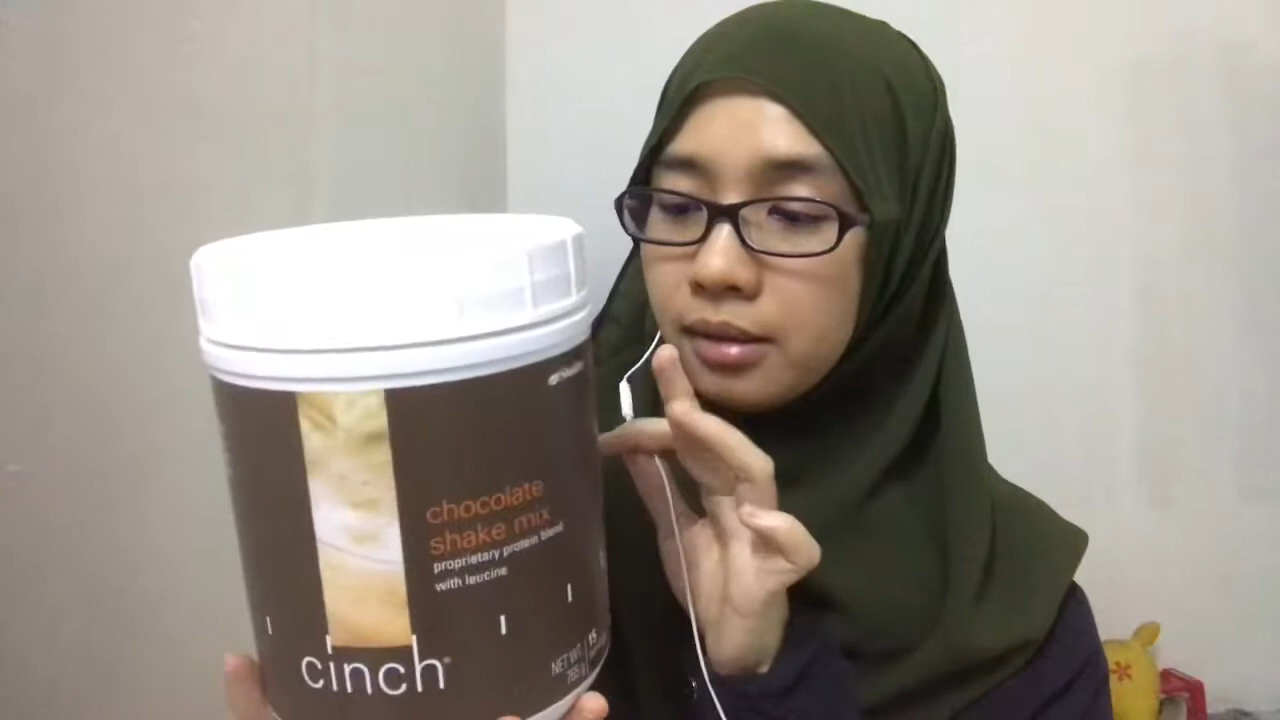 chocolate
shake mix
proprietary protein blend
with leucine
cinch®
NET WT.
15